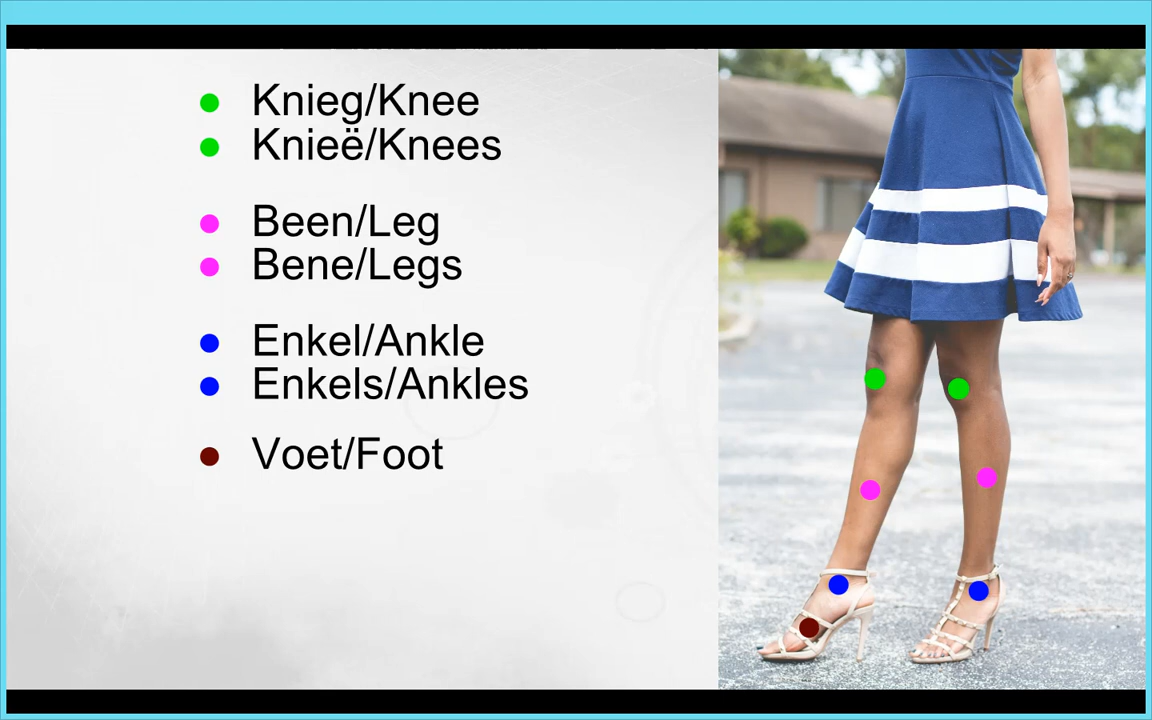 Knieg/Knee
Knieë/Knees
Been/Leg
Bene/Legs
Enkel/Ankle
Enkels/Ankles
Voet/Foot